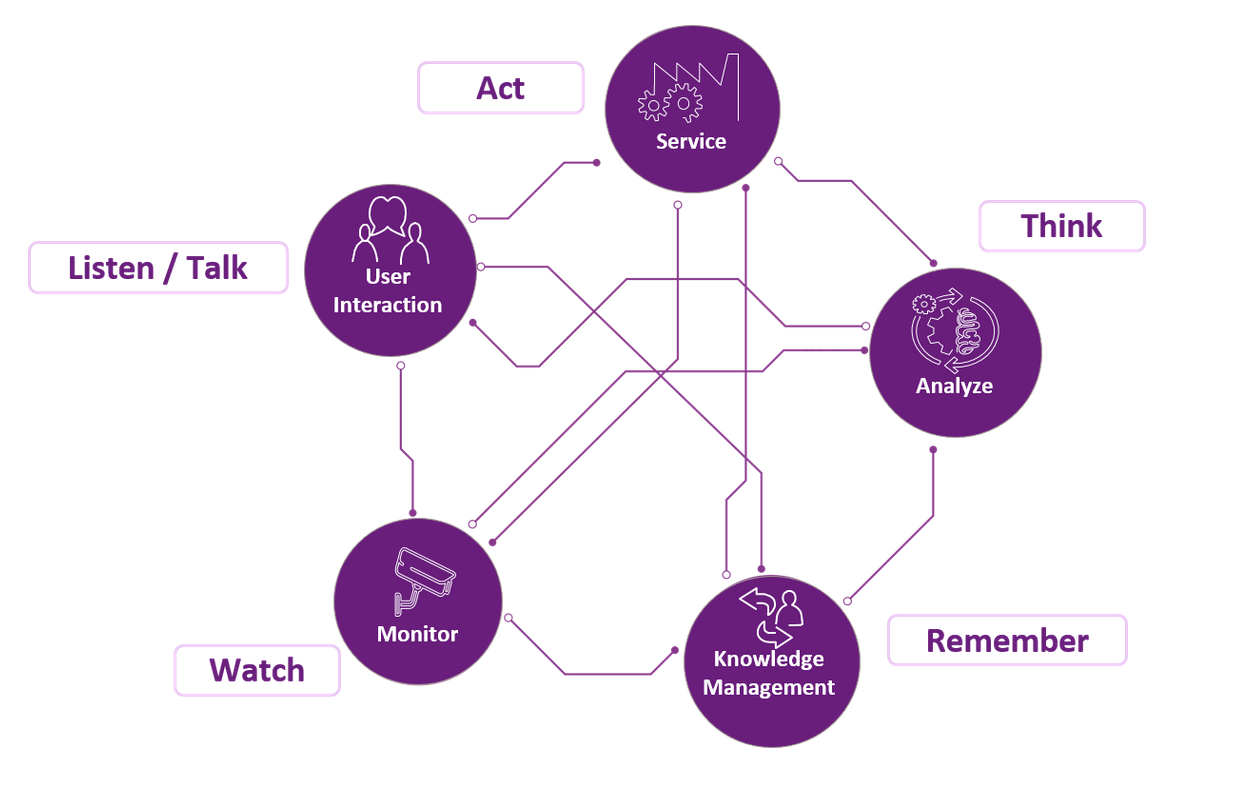 Act
Service
Think
Listen / Talk
User
Interaction
Analyze
Monitor
Watch
Knowledge
Management
Remember